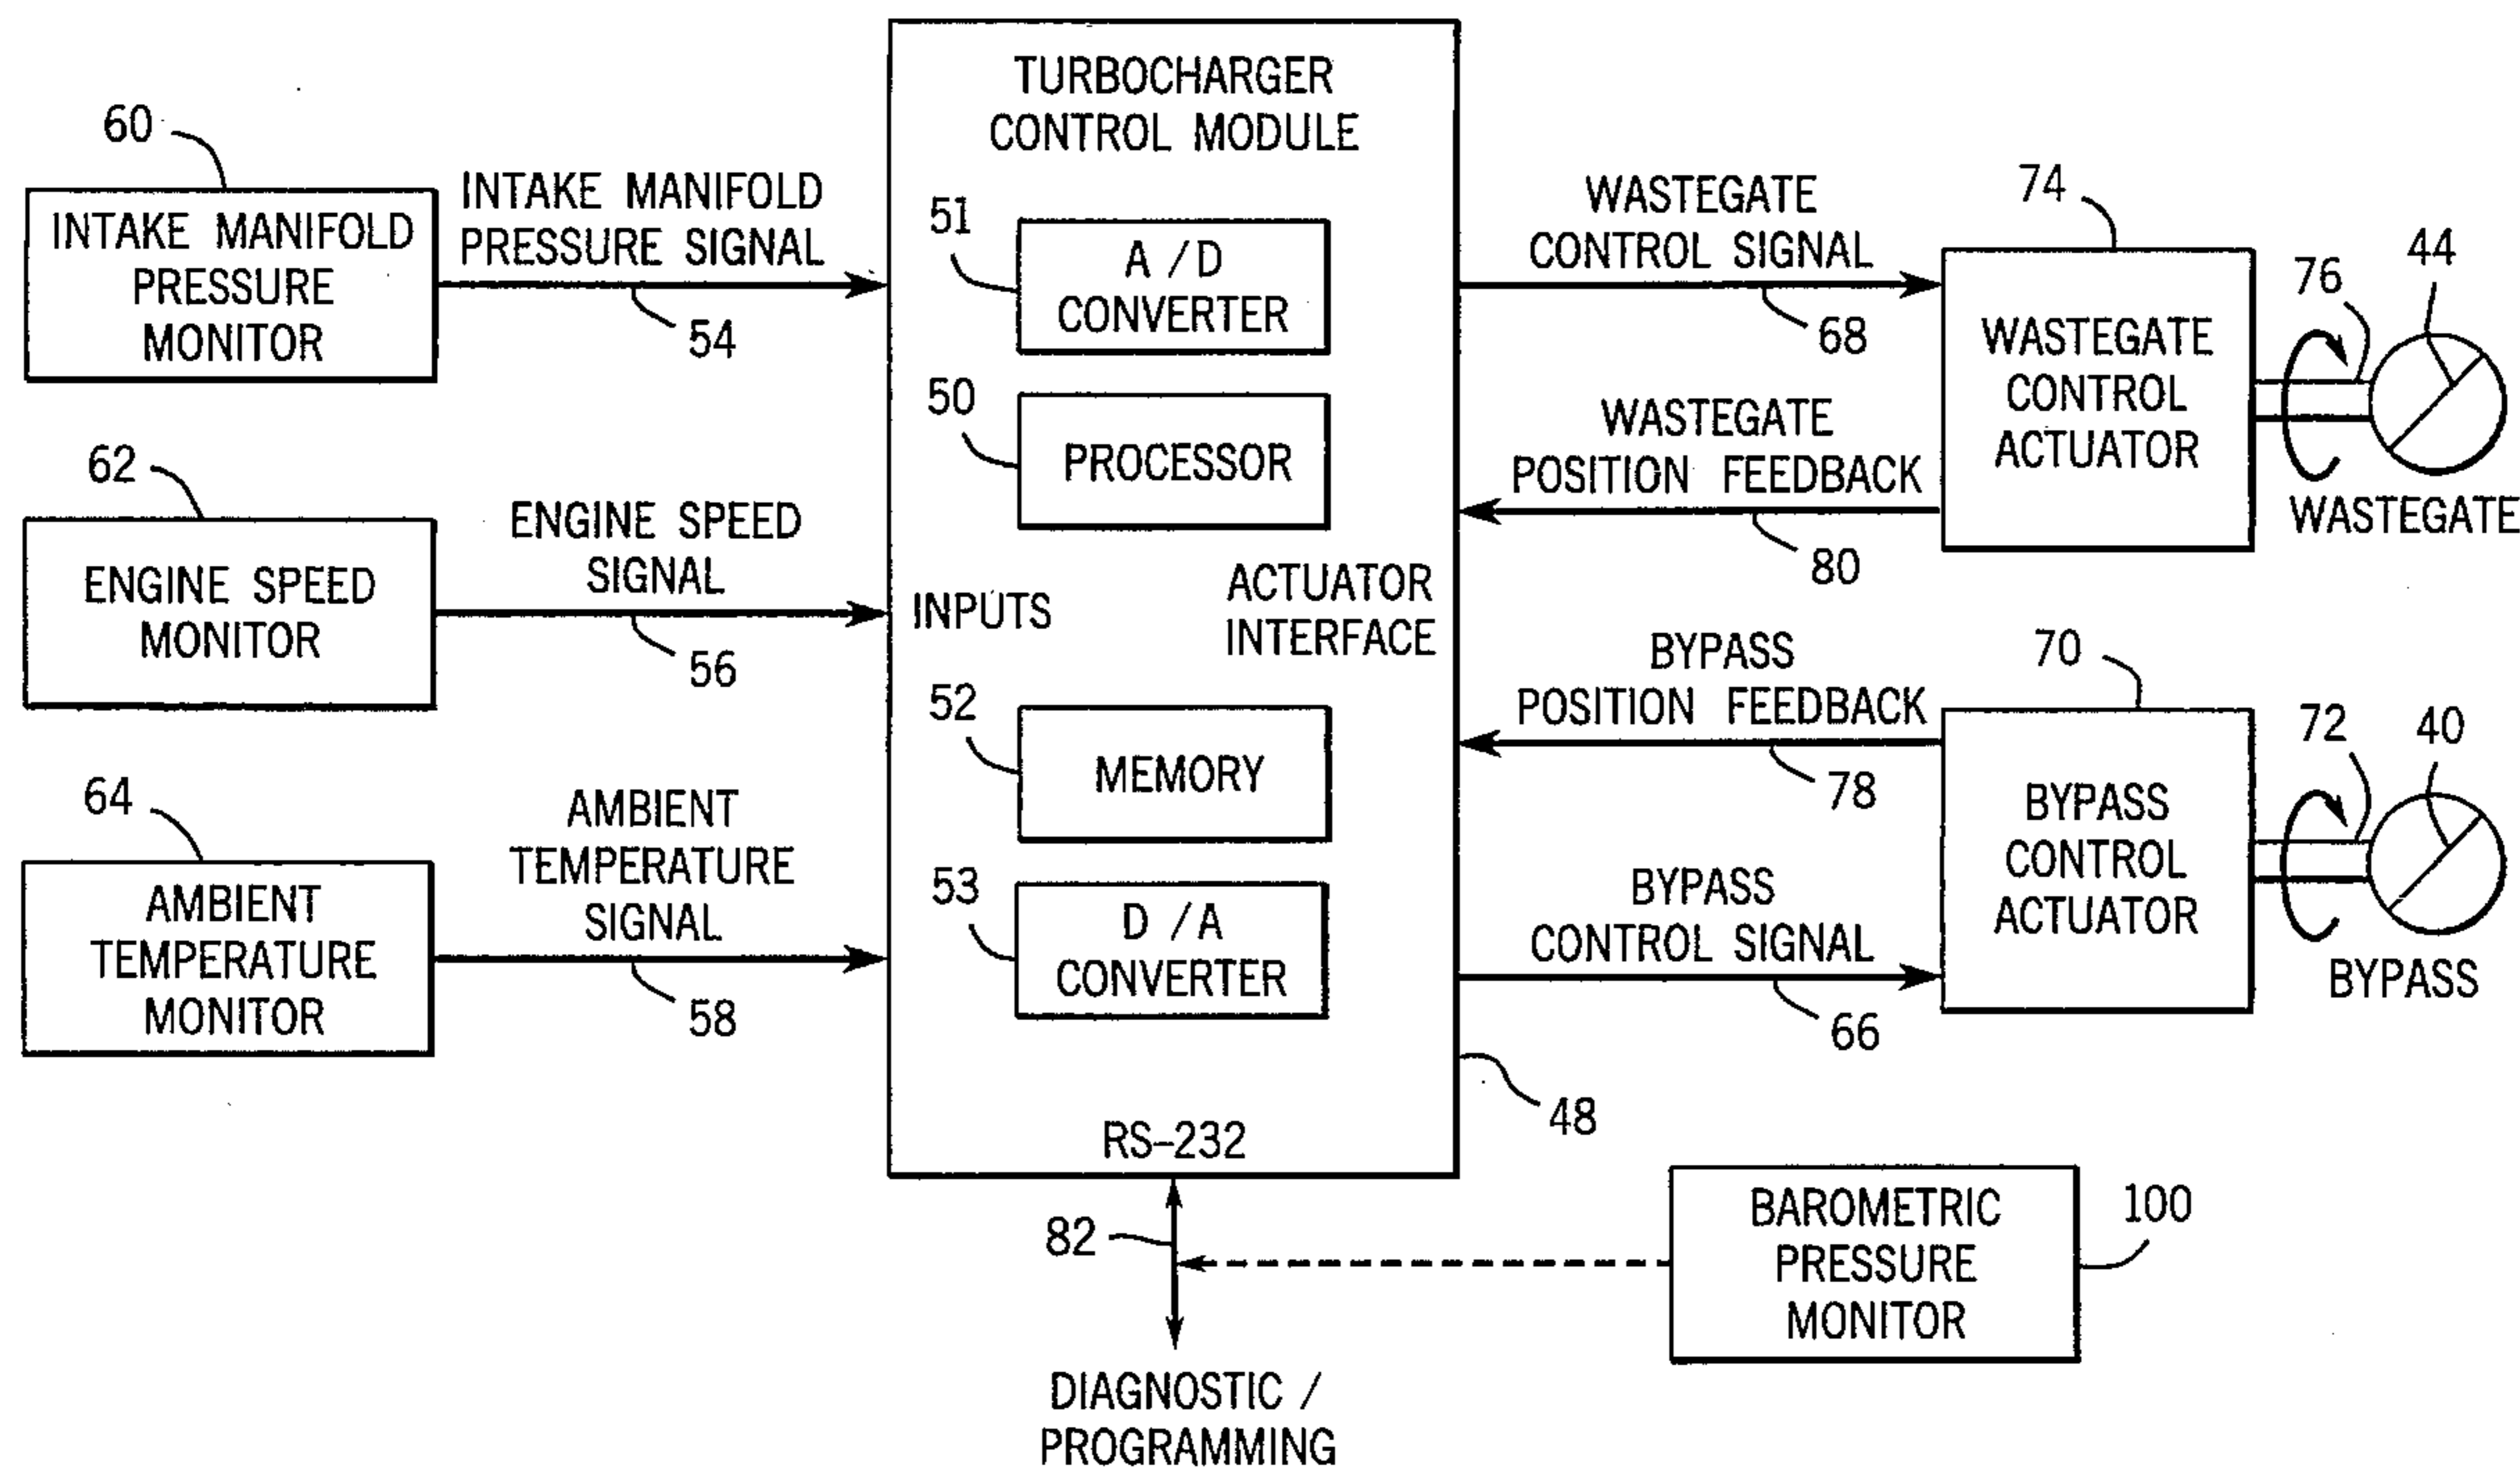 60
INTAKE MANIFOLD
PRESSURE
MONITOR
INTAKE MANIFOLD
PRESSURE SIGNAL
54
62
ENGINE SPEED
MONITOR
ENGINE SPEED
SIGNAL
56
64
AMBIENT
TEMPERATURE
MONITOR
AMBIENT
TEMPERATURE
SIGNAL
58
TURBOCHARGER
CONTROL MODULE
51
A/D
CONVERTER
50
PROCESSOR
INPUTS
ACTUATOR
INTERFACE
52
MEMORY
53
D/A
CONVERTER
RS-232
48
WASTEGATE
CONTROL SIGNAL
68
WASTEGATE
POSITION FEEDBACK
80
74
WASTEGATE
CONTROL
ACTUATOR
76
44
WASTEGATE
BYPASS
POSITION FEEDBACK
78
BYPASS
CONTROL SIGNAL
66
70
BYPASS
CONTROL
ACTUATOR
72
40
BYPASS
82
DIAGNOSTIC /
PROGRAMMING
BAROMETRIC
PRESSURE
MONITOR
100